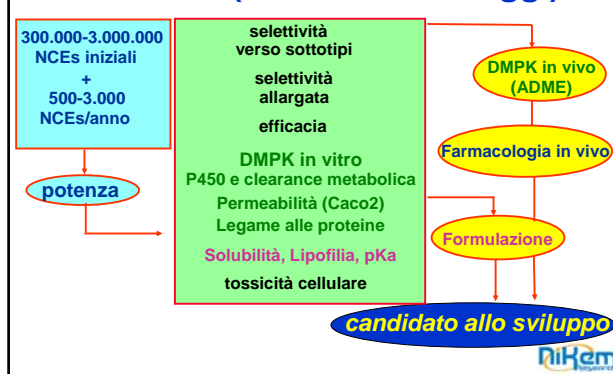 300.000-3.000.000
NCEs iniziali
+
500-3.000
NCEs/anno
potenza
selettività
verso sottotipi
selettività
allargata
efficacia
DMPK in vitro
P450 e clearance metabolica
Permeabilità (Caco2)
Legame alle proteine
Solubilità, Lipofilia, pKa
tossicità cellulare
DMPK in vivo
(ADME)
Farmacologia in vivo
Formulazione
candidato allo sviluppo
NiKem